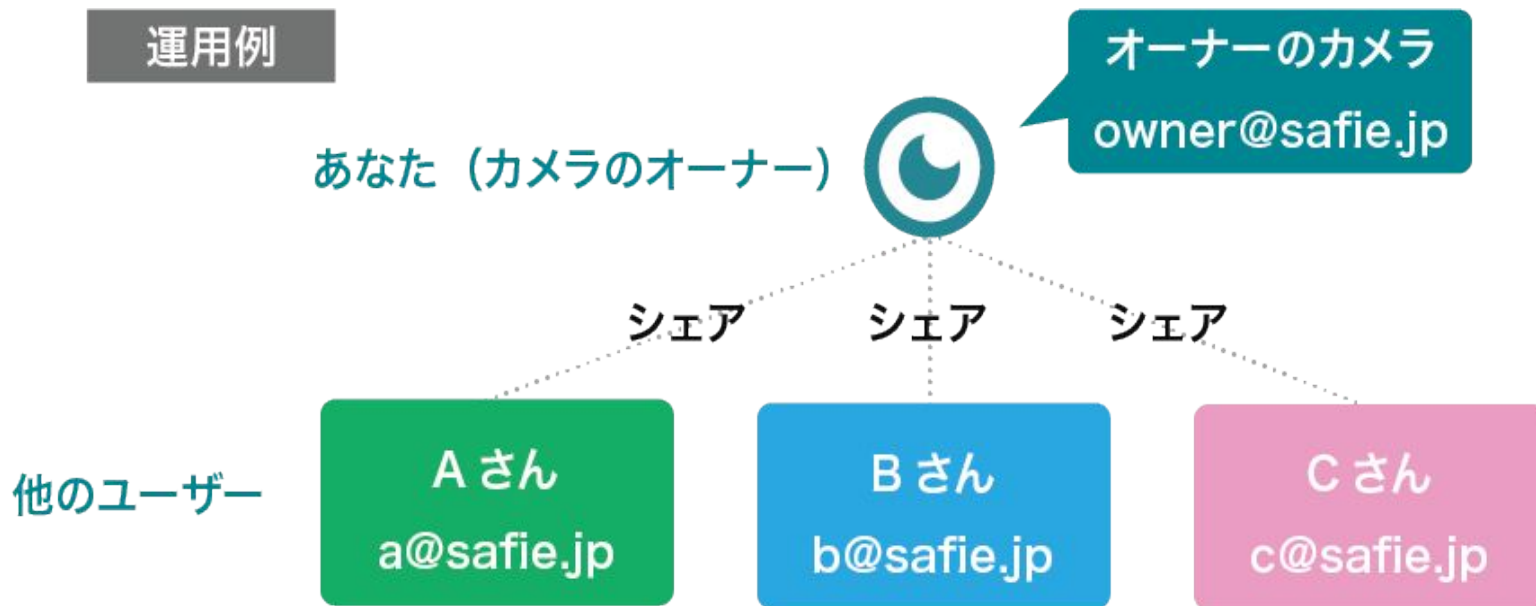 運用例
オーナーのカメラ
owner@safie.jp
あなた（カメラのオーナー）
シェア
シェア
シェア
他のユーザー
A さん
a@safie.jp
B さん
b@safie.jp
C さん
c@safie.jp